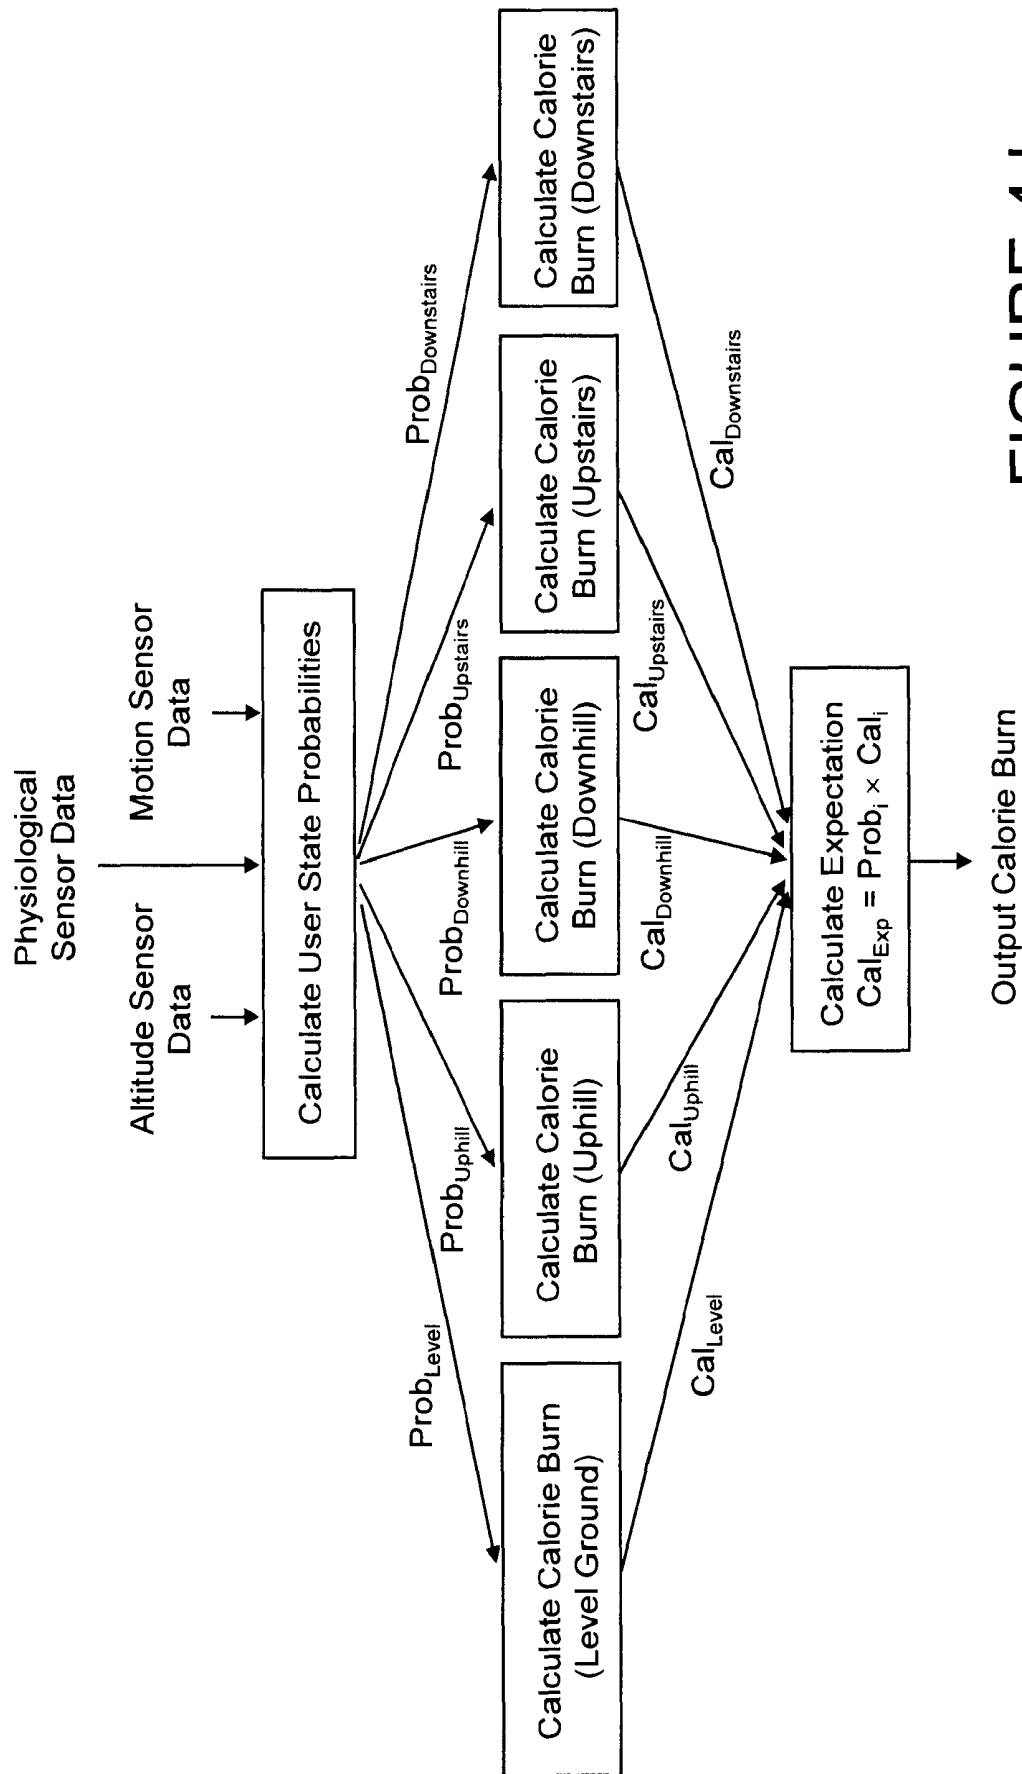 Physiological
Sensor Data
Altitude Sensor
Data
Motion Sensor
Data
Calculate User State Probabilities
Prob_Level
Prob_Uphill
Prob_Downhill
Prob_Upstairs
Prob_Downstairs
Calculate Calorie Burn
(Level Ground)
Calculate Calorie
Burn (Uphill)
Calculate Calorie
Burn (Downhill)
Calculate Calorie
Burn (Upstairs)
Calculate Calorie
Burn (Downstairs)
Cal_Level
Cal_Uphill
Cal_Downhill
Cal_Upstairs
Cal_Downstairs
Calculate Expectation
Cal_Exp = Prob_i × Cal_i
Output Calorie Burn
FIGURE